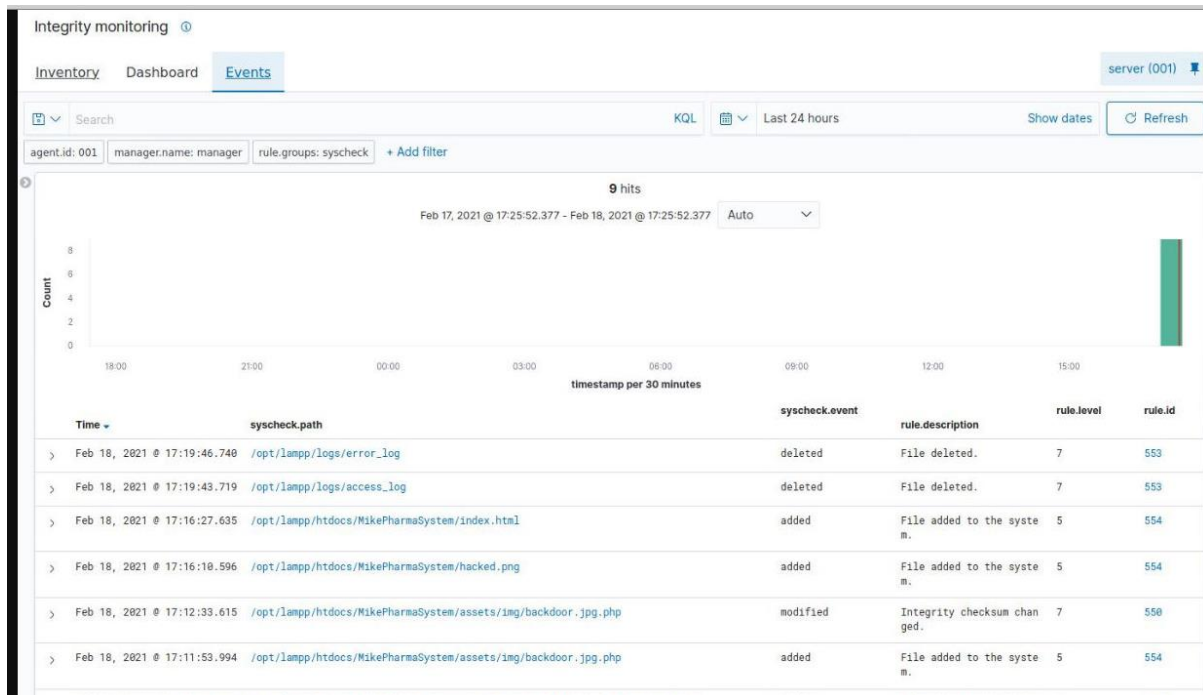 Integrity monitoring
Inventory Dashboard Events server (001)
Search KQL Last 24 hours Show dates Refresh
agent.id: 001 manager.name: manager rule.groups: syscheck + Add filter
9 hits
Feb 17, 2021 @ 17:25:52.377 - Feb 18, 2021 @ 17:25:52.377 Auto
Count
8
6
4
2
0
18:00 21:00 00:00 03:00 06:00 09:00 12:00 15:00
timestamp per 30 minutes
Time syscheck.path syscheck.event rule.description rule.level rule.id
Feb 18, 2021 @ 17:19:46.740 /opt/lampp/logs/error_log deleted File deleted. 7 553
Feb 18, 2021 @ 17:19:43.719 /opt/lampp/logs/access_log deleted File deleted. 7 553
Feb 18, 2021 @ 17:16:27.635 /opt/lampp/htdocs/MikePharmaSystem/index.html added File added to the syste 5 554
m.
Feb 18, 2021 @ 17:16:10.596 /opt/lampp/htdocs/MikePharmaSystem/hacked.png added File added to the syste 5 554
m.
Feb 18, 2021 @ 17:12:33.615 /opt/lampp/htdocs/MikePharmaSystem/assets/img/backdoor.jpg.php modified Integrity checksum chan 7 550
ged.
Feb 18, 2021 @ 17:11:53.994 /opt/lampp/htdocs/MikePharmaSystem/assets/img/backdoor.jpg.php added File added to the syste 5 554
m.